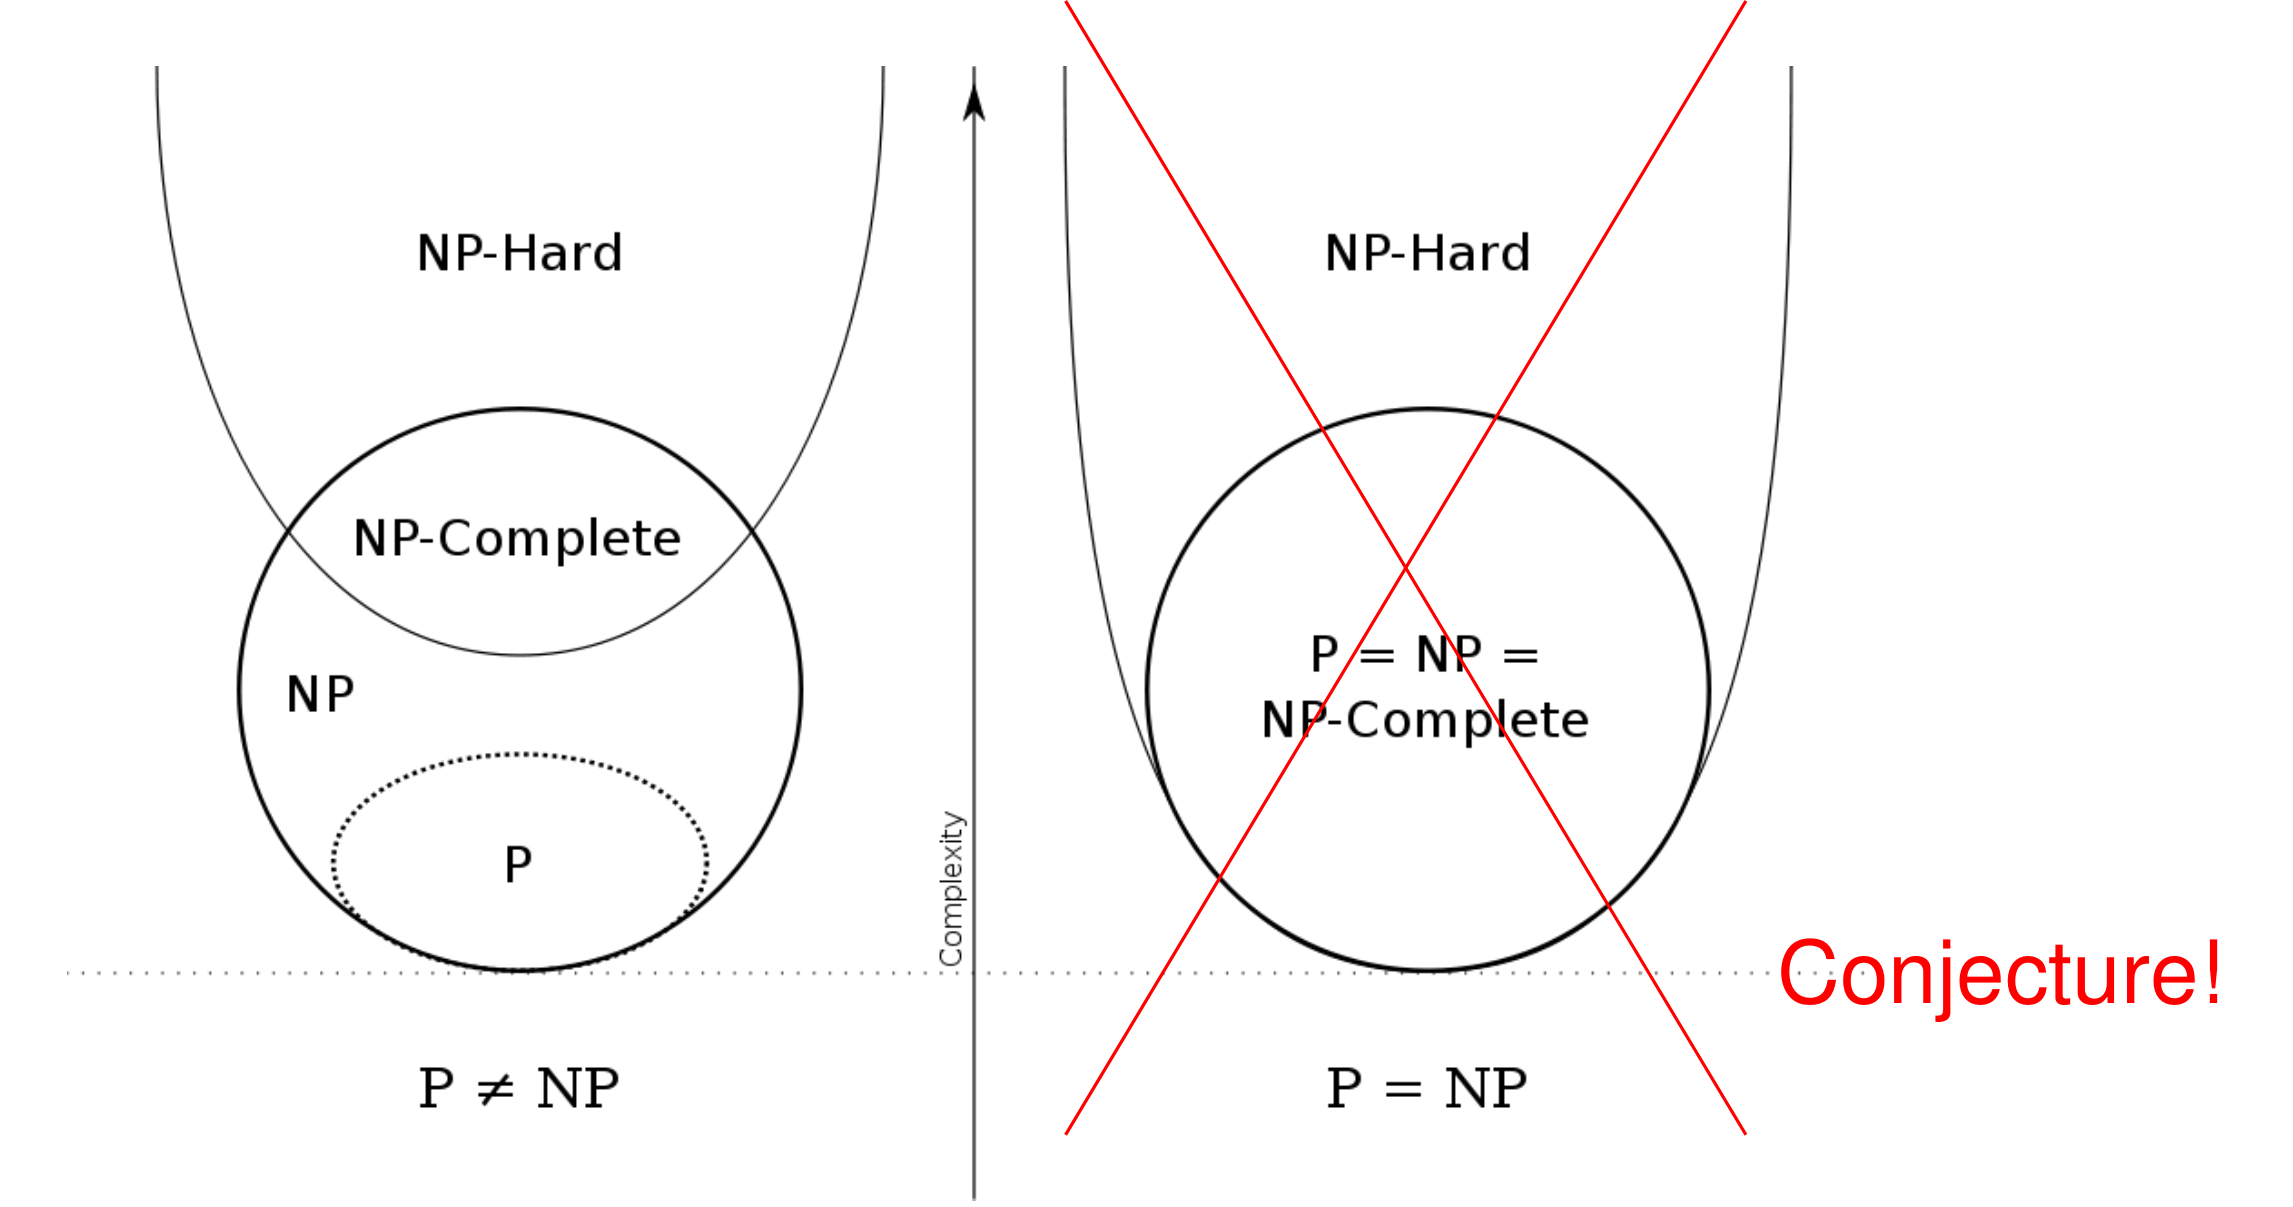 NP-Hard
NP-Complete
NP
P
P ≠ NP
Complexity
NP-Hard
P = NP =
NP-Complete
P = NP
Conjecture!